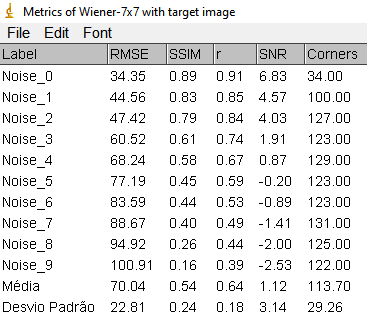 Metrics of Wiener-7x7 with target image
File Edit Font
Label RMSE SSIM r SNR Corners
Noise_0 34.35 0.89 0.91 6.83 34.00
Noise_1 44.56 0.83 0.85 4.57 100.00
Noise_2 47.42 0.79 0.84 4.03 127.00
Noise_3 60.52 0.61 0.74 1.91 123.00
Noise_4 68.24 0.58 0.67 0.87 129.00
Noise_5 77.19 0.45 0.59 -0.20 123.00
Noise_6 83.59 0.44 0.53 -0.89 123.00
Noise_7 88.67 0.40 0.49 -1.41 131.00
Noise_8 94.92 0.26 0.44 -2.00 125.00
Noise_9 100.91 0.16 0.39 -2.53 122.00
Média 70.04 0.54 0.64 1.12 113.70
Desvio Padrão 22.81 0.24 0.18 3.14 29.26